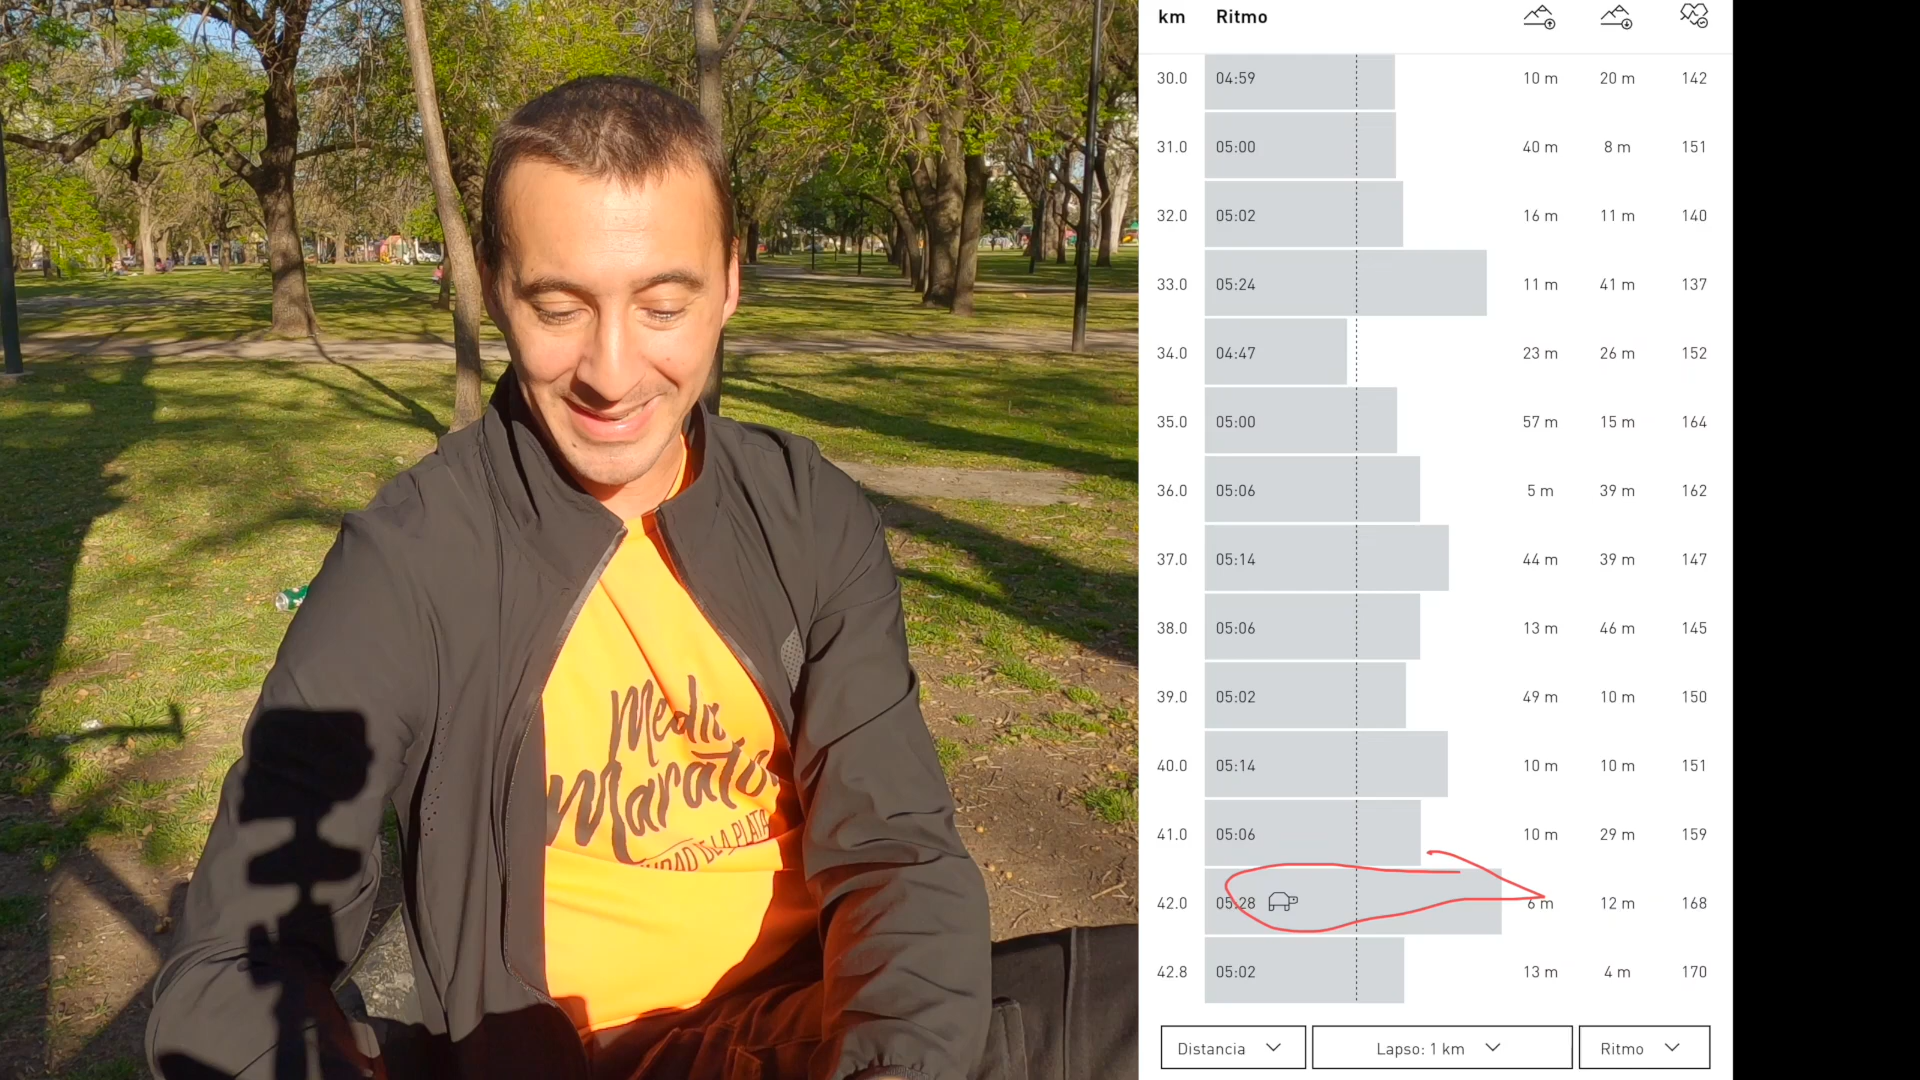 Media
Maratón
CIUDAD DE LA PLATA
km Ritmo
30.0 04:59 10 m 20 m 142
31.0 05:00 40 m 8 m 151
32.0 05:02 16 m 11 m 140
33.0 05:24 11 m 41 m 137
34.0 04:47 23 m 26 m 152
35.0 05:00 57 m 15 m 164
36.0 05:06 5 m 39 m 162
37.0 05:14 44 m 39 m 147
38.0 05:06 13 m 46 m 145
39.0 05:02 49 m 10 m 150
40.0 05:14 10 m 10 m 151
41.0 05:06 10 m 29 m 159
42.0 05:28 6 m 12 m 168
42.8 05:02 13 m 4 m 170
Distancia Lapso: 1 km Ritmo